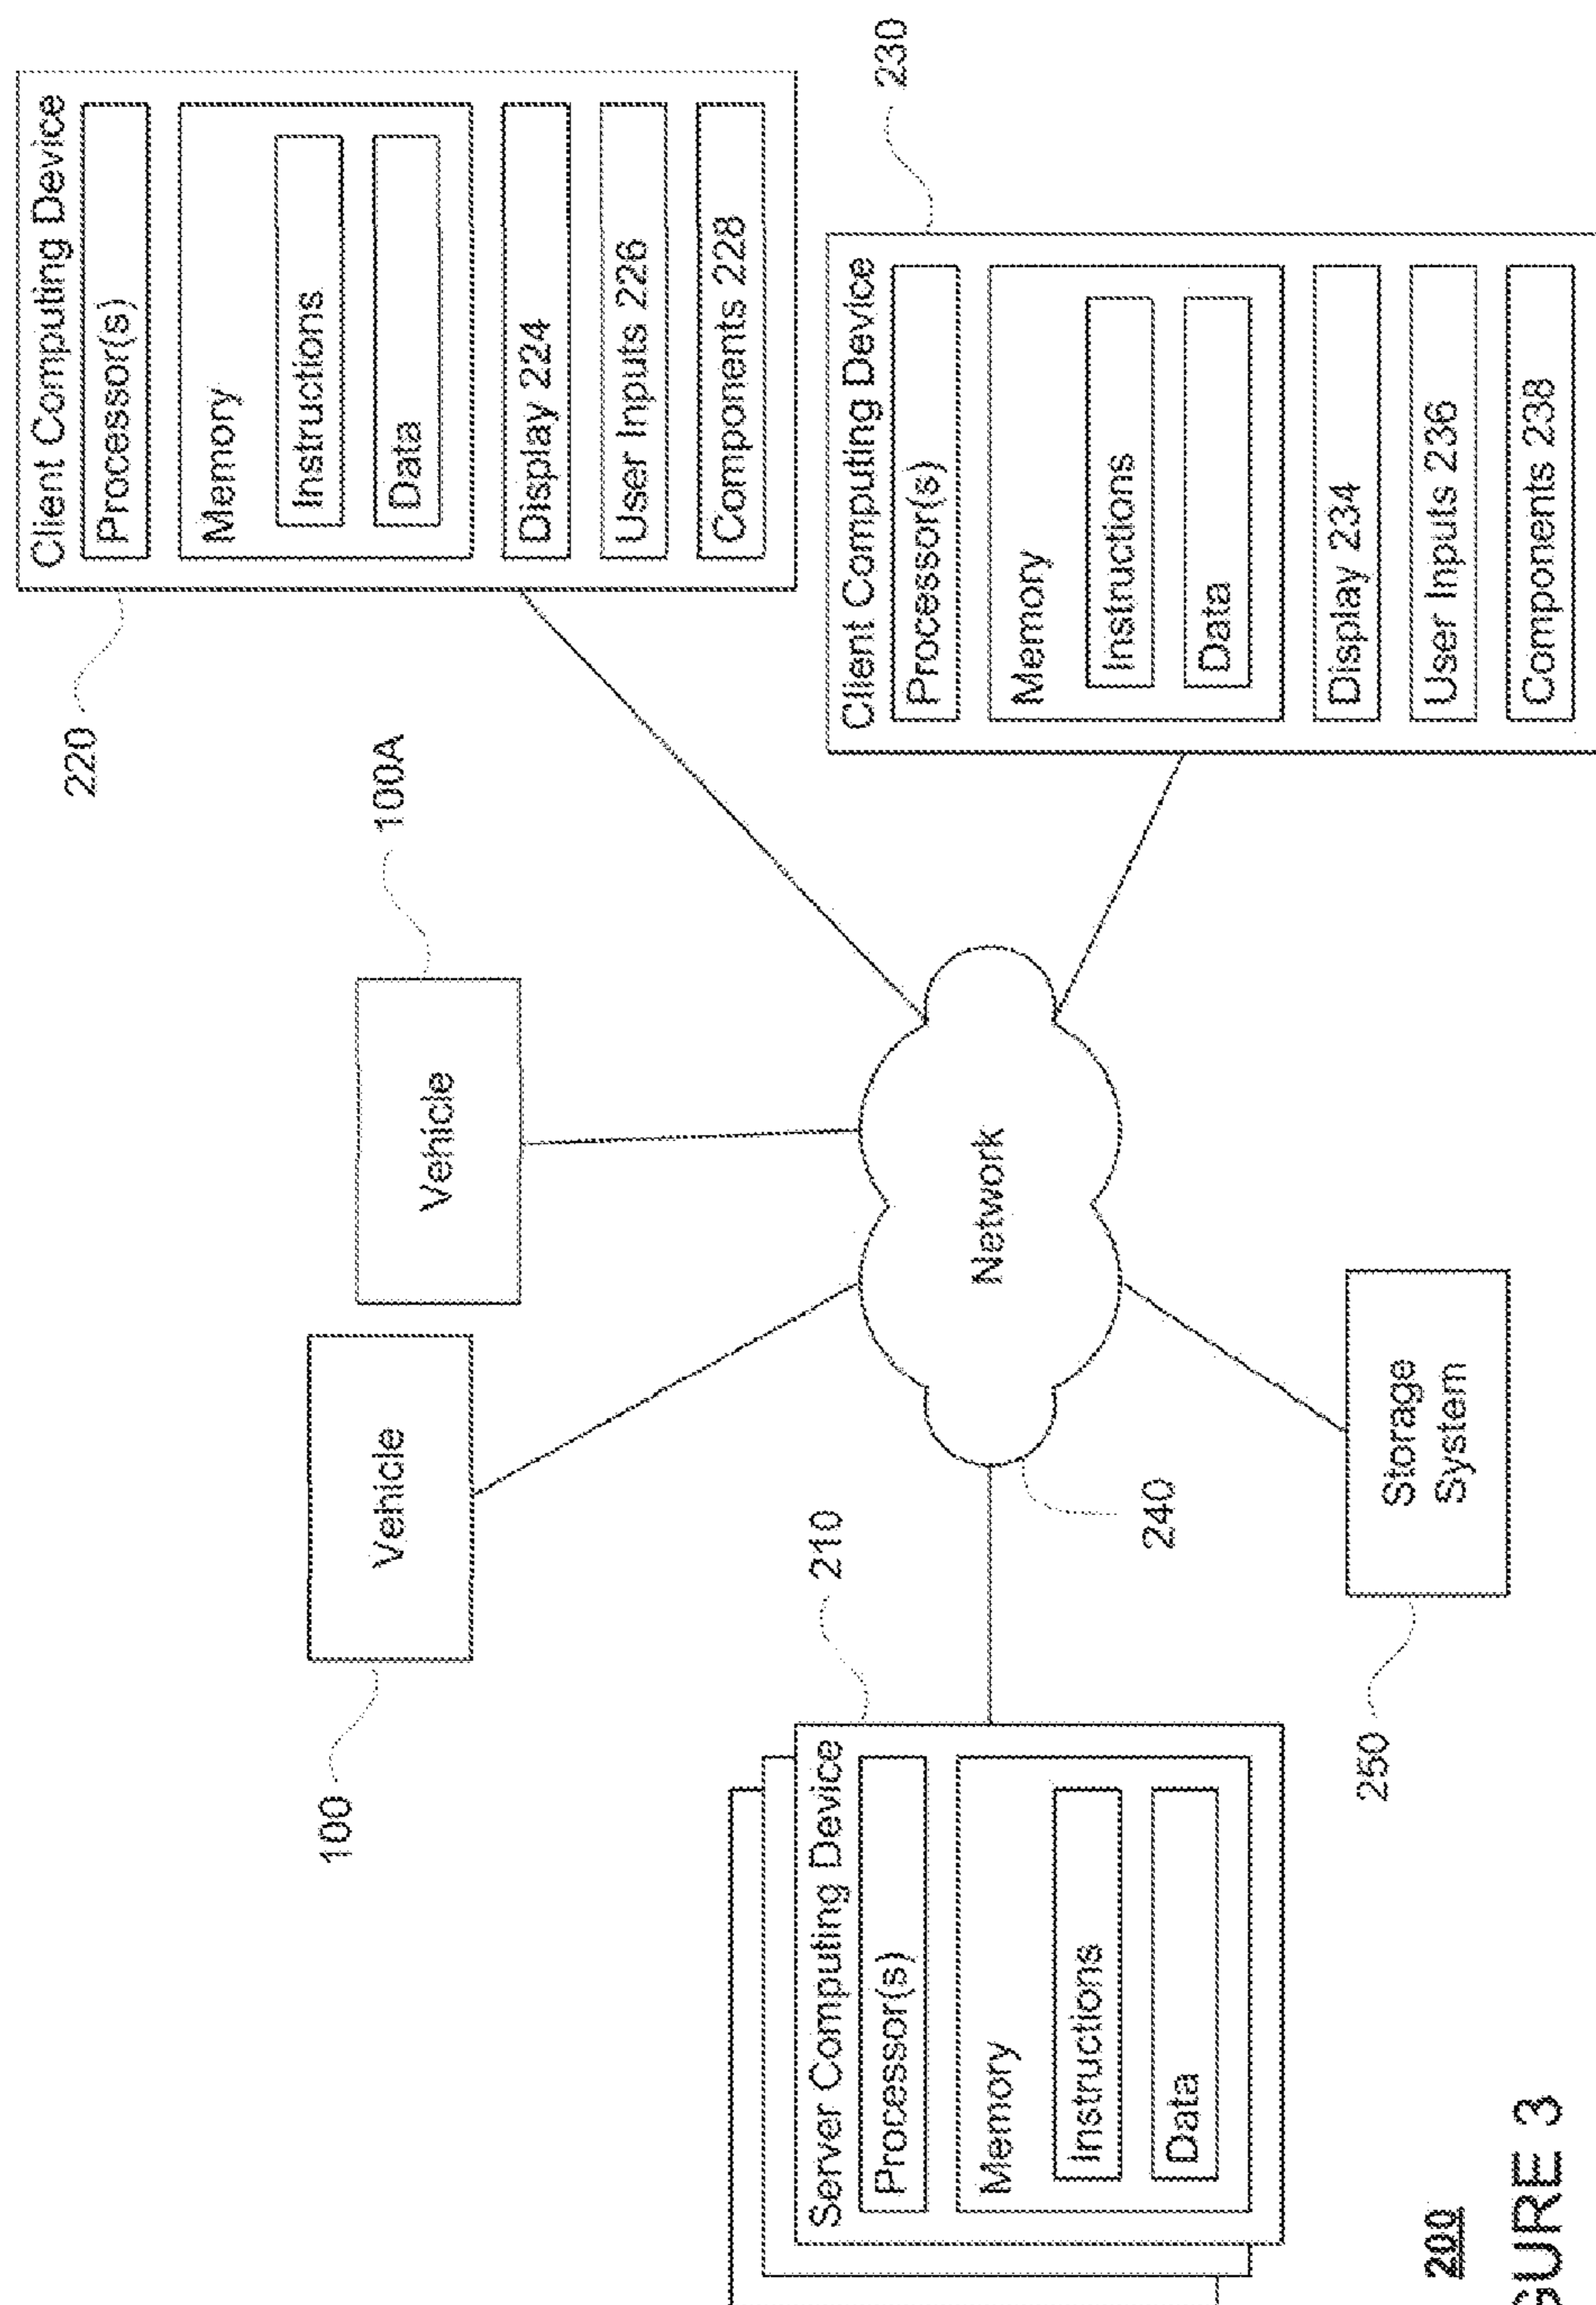 100
Vehicle
Vehicle
100A
220
Client Computing Device
Processor(s)
Memory
Instructions
Data
Display 224
User Inputs 226
Components 228
Server Computing Device
Processor(s)
Memory
Instructions
Data
210
Network
240
Client Computing Device
Processor(s)
Memory
Instructions
Data
Display 234
User Inputs 236
Components 238
230
250
Storage
System
200
GURE 3